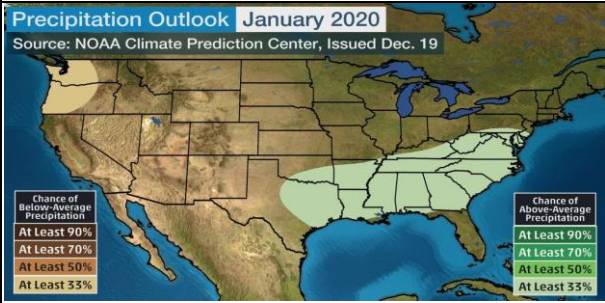 Precipitation Outlook January 2020
Source: NOAA Climate Prediction Center, Issued Dec. 19
Chance of
Below-Average
Precipitation
At Least 90%
At Least 70%
At Least 50%
At Least 33%
Chance of
Above-Average
Precipitation
At Least 90%
At Least 70%
At Least 50%
At Least 33%